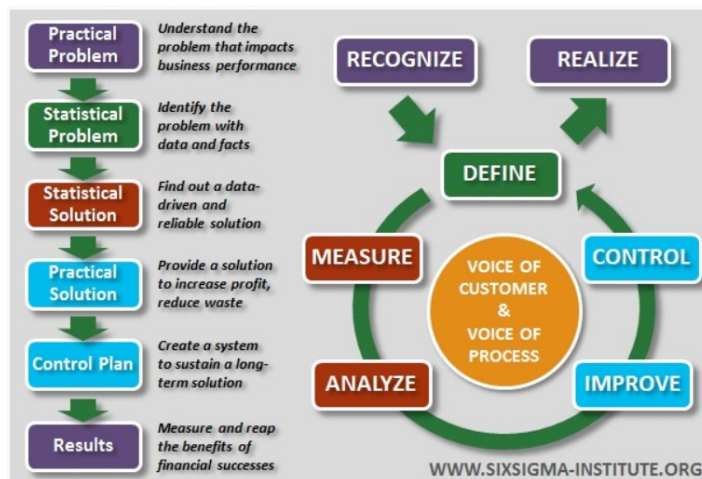 Practical
Problem
Understand the
problem that impacts
business performance
Statistical
Problem
Identify the
problem with
data and facts
Statistical
Solution
Find out a data-
driven and
reliable solution
Practical
Solution
Provide a solution
to increase profit,
reduce waste
Control Plan
Create a system
to sustain a long-
term solution
Results
Measure and reap
the benefits of
financial successes
RECOGNIZE
REALIZE
DEFINE
MEASURE
CONTROL
VOICE OF
CUSTOMER
&
VOICE OF
PROCESS
ANALYZE
IMPROVE
WWW.SIXSIGMA-INSTITUTE.ORG